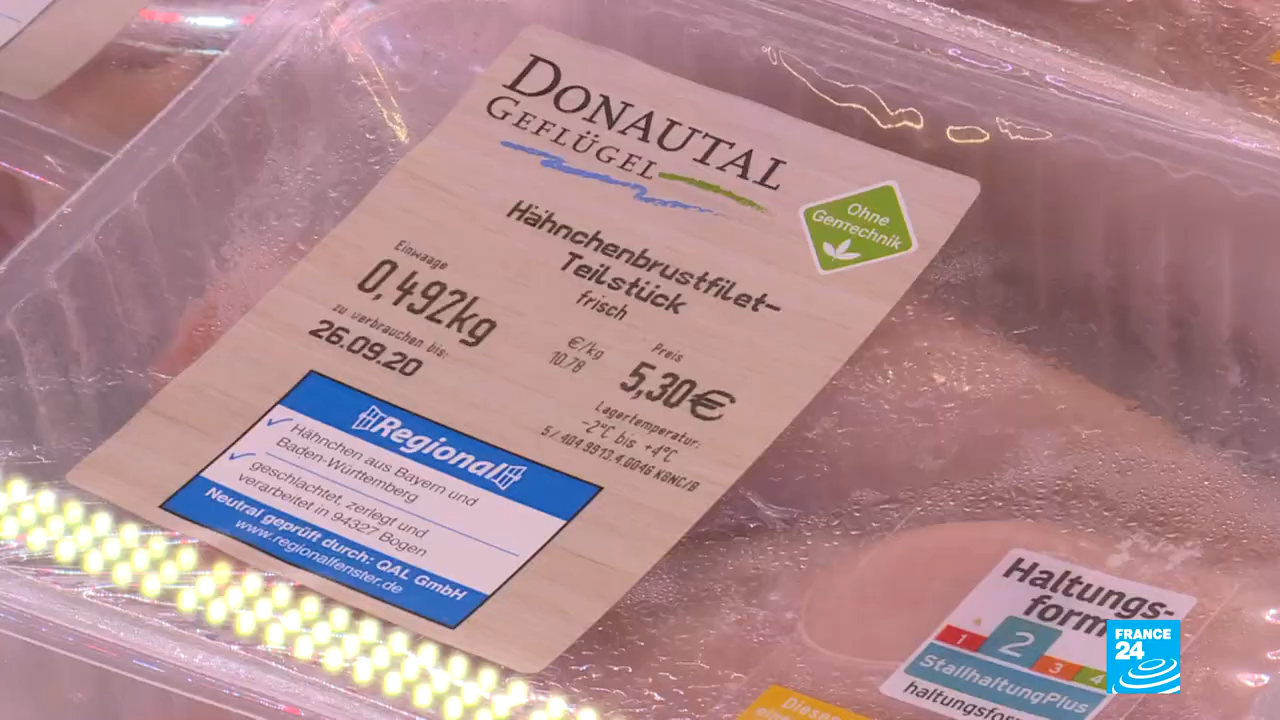 DONAUTAL
GEFLÜGEL
Ohne
GenTechnik
Hähnchenbrustfilet-
Teilstück
frisch
Einwaage
0,492kg
zu verbrauchen bis:
26.09.20
€/kg
10.78
Preis
5,30€
Lagertemperatur:
-2°C bis +4°C
5/404.9913.4.0046 KBNC/B
Regional
Hähnchen aus Bayern und
Baden-Württemberg
geschlachtet, zerlegt und
verarbeitet in 94327 Bogen
Neutral geprüft durch: QAL GmbH
www.regionalfenster.de
Haltungs-
form
1 2 3 4
StallhaltungPlus
Diesen
FRANCE
24